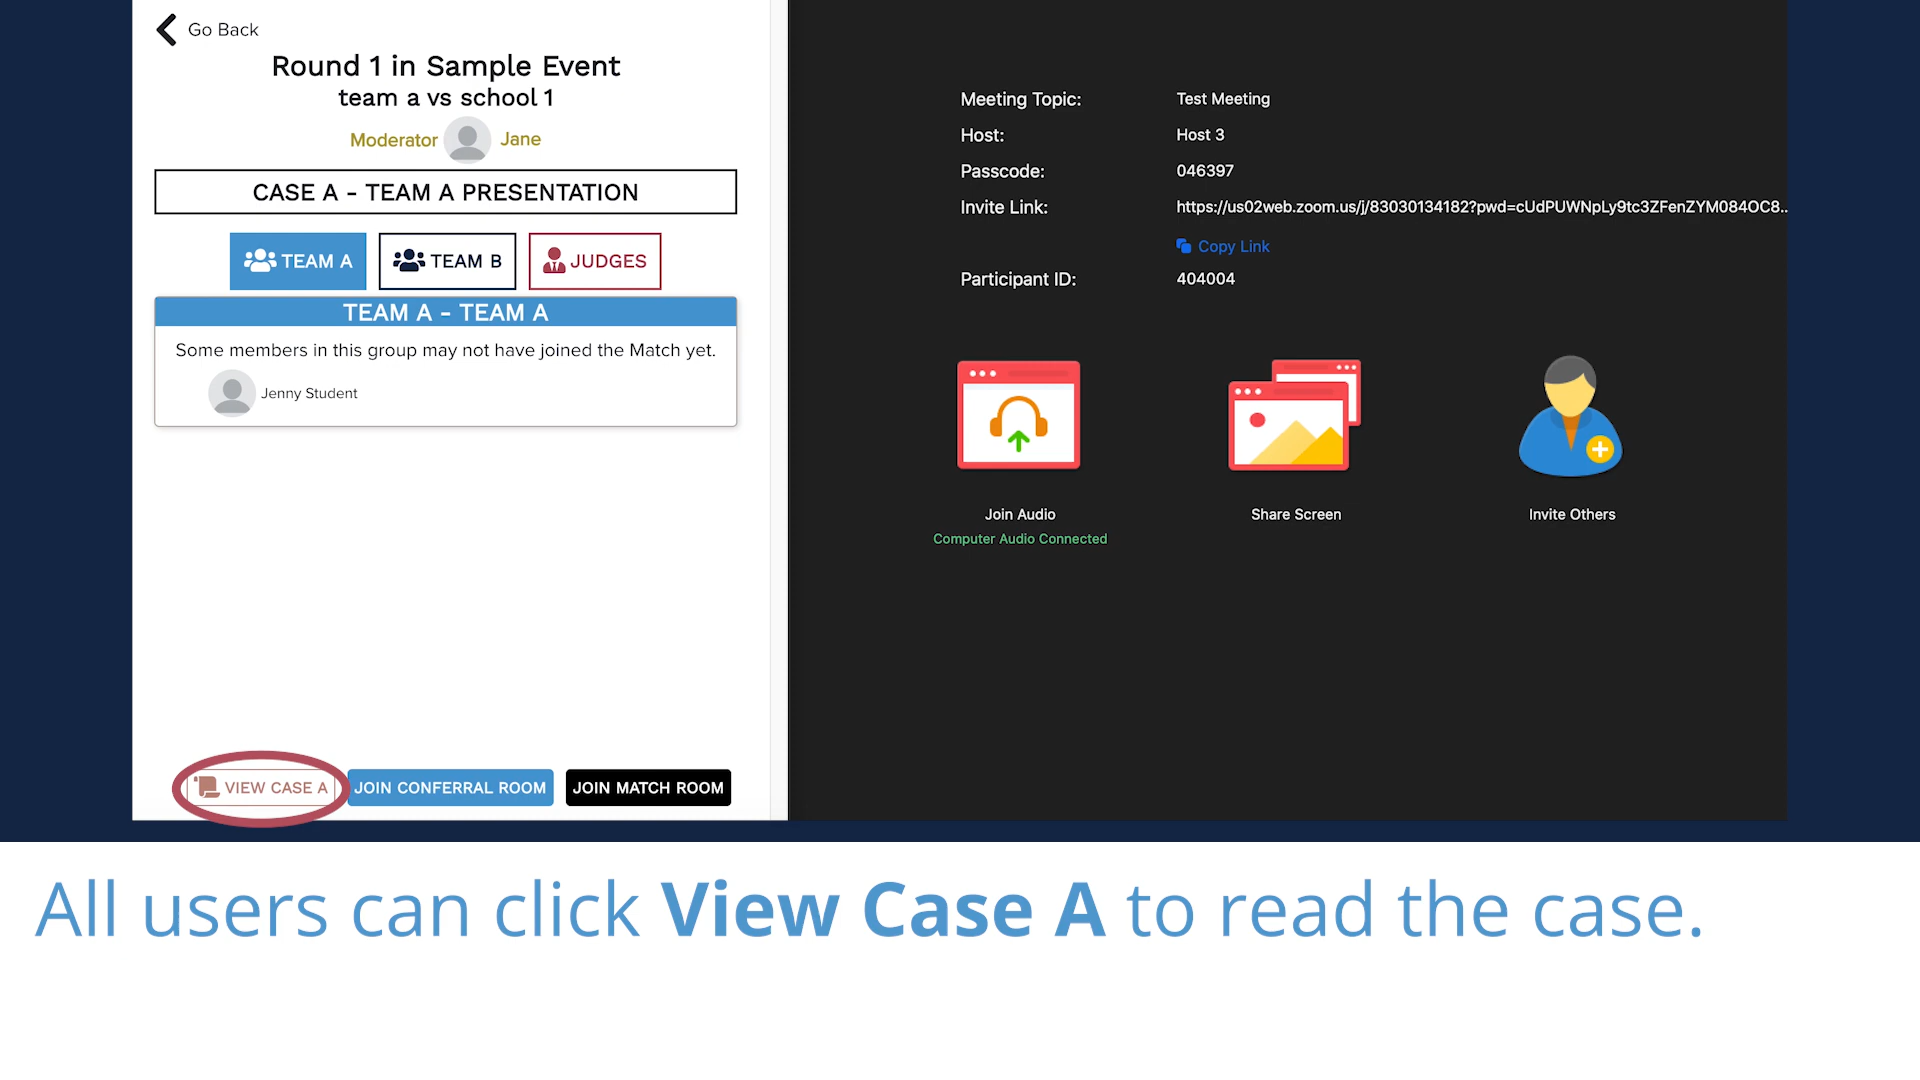 Go Back
Round 1 in Sample Event
team a vs school 1
Moderator Jane
CASE A - TEAM A PRESENTATION
TEAM A TEAM B JUDGES
TEAM A - TEAM A
Some members in this group may not have joined the Match yet.
Jenny Student
VIEW CASE A JOIN CONFERRAL ROOM JOIN MATCH ROOM
Meeting Topic: Test Meeting
Host: Host 3
Passcode: 046397
Invite Link: https://us02web.zoom.us/j/83030134182?pwd=cUdPUWNpLy9tc3ZFenZYM084OC8..
Copy Link
Participant ID: 404004
Join Audio Share Screen Invite Others
Computer Audio Connected
All users can click View Case A to read the case.